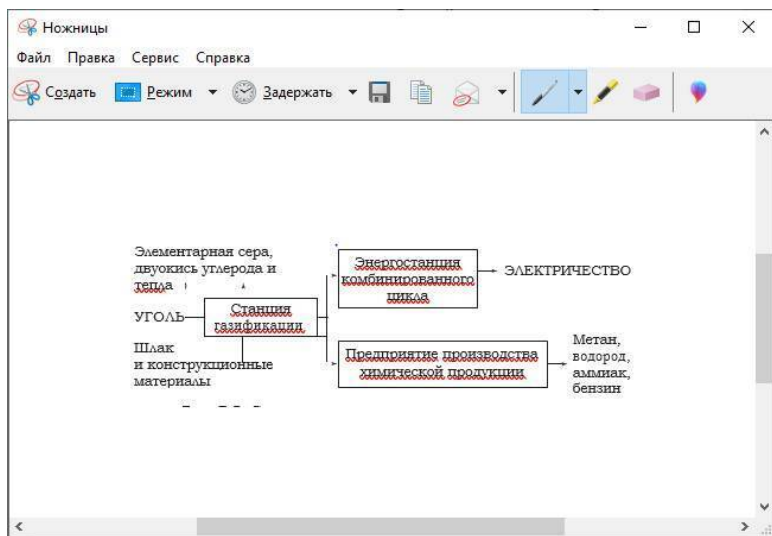 Ножницы
Файл Правка Сервис Справка
Создать Режим Задержать
Элементарная сера,
двуокись углерода и
тепла
УГОЛЬ
Станция
газификации
Шлак
и конструкционные
материалы
Энергостанция
комбинированного
цикла
ЭЛЕКТРИЧЕСТВО
Предприятие производства
химической продукции
Метан,
водород,
аммиак,
бензин